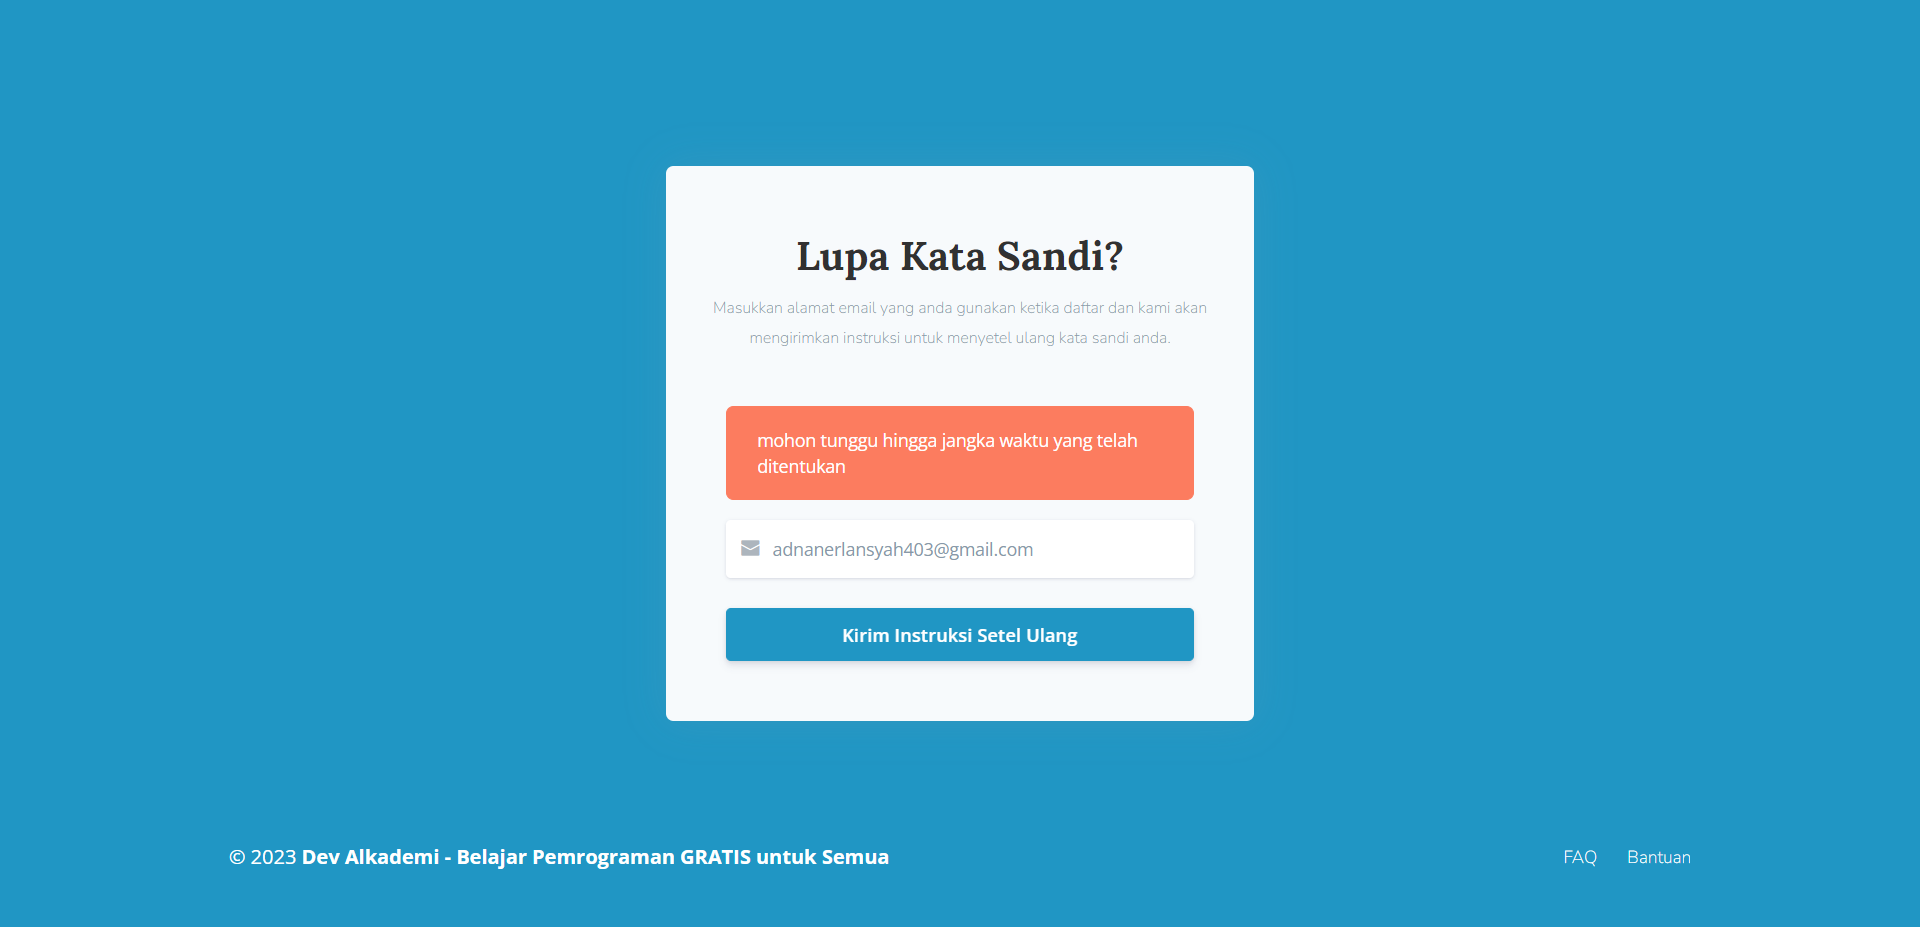 Lupa Kata Sandi?
Masukkan alamat email yang anda gunakan ketika daftar dan kami akan
mengirimkan instruksi untuk menyetel ulang kata sandi anda.
mohon tunggu hingga jangka waktu yang telah
ditentukan
adnanerlansyah403@gmail.com
Kirim Instruksi Setel Ulang
© 2023 Dev Alkademi - Belajar Pemrograman GRATIS untuk Semua
FAQ Bantuan